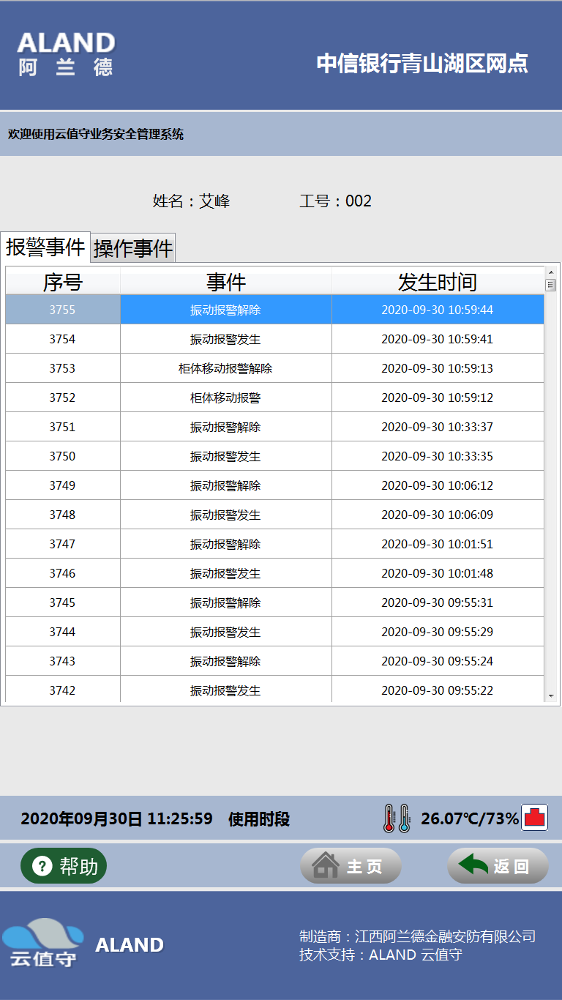 ALAND
阿兰德
中信银行青山湖区网点
欢迎使用云值守业务安全管理系统
姓名：艾峰 工号：002
报警事件 操作事件
序号 事件 发生时间
3755 振动报警解除 2020-09-30 10:59:44
3754 振动报警发生 2020-09-30 10:59:41
3753 柜体移动报警解除 2020-09-30 10:59:13
3752 柜体移动报警 2020-09-30 10:59:12
3751 振动报警解除 2020-09-30 10:33:37
3750 振动报警发生 2020-09-30 10:33:35
3749 振动报警解除 2020-09-30 10:06:12
3748 振动报警发生 2020-09-30 10:06:09
3747 振动报警解除 2020-09-30 10:01:51
3746 振动报警发生 2020-09-30 10:01:48
3745 振动报警解除 2020-09-30 09:55:31
3744 振动报警发生 2020-09-30 09:55:29
3743 振动报警解除 2020-09-30 09:55:24
3742 振动报警发生 2020-09-30 09:55:22
2020年09月30日 11:25:59 使用时段 26.07℃/73%
? 帮助 主页 返回
云值守 ALAND
制造商：江西阿兰德金融安防有限公司
技术支持：ALAND 云值守